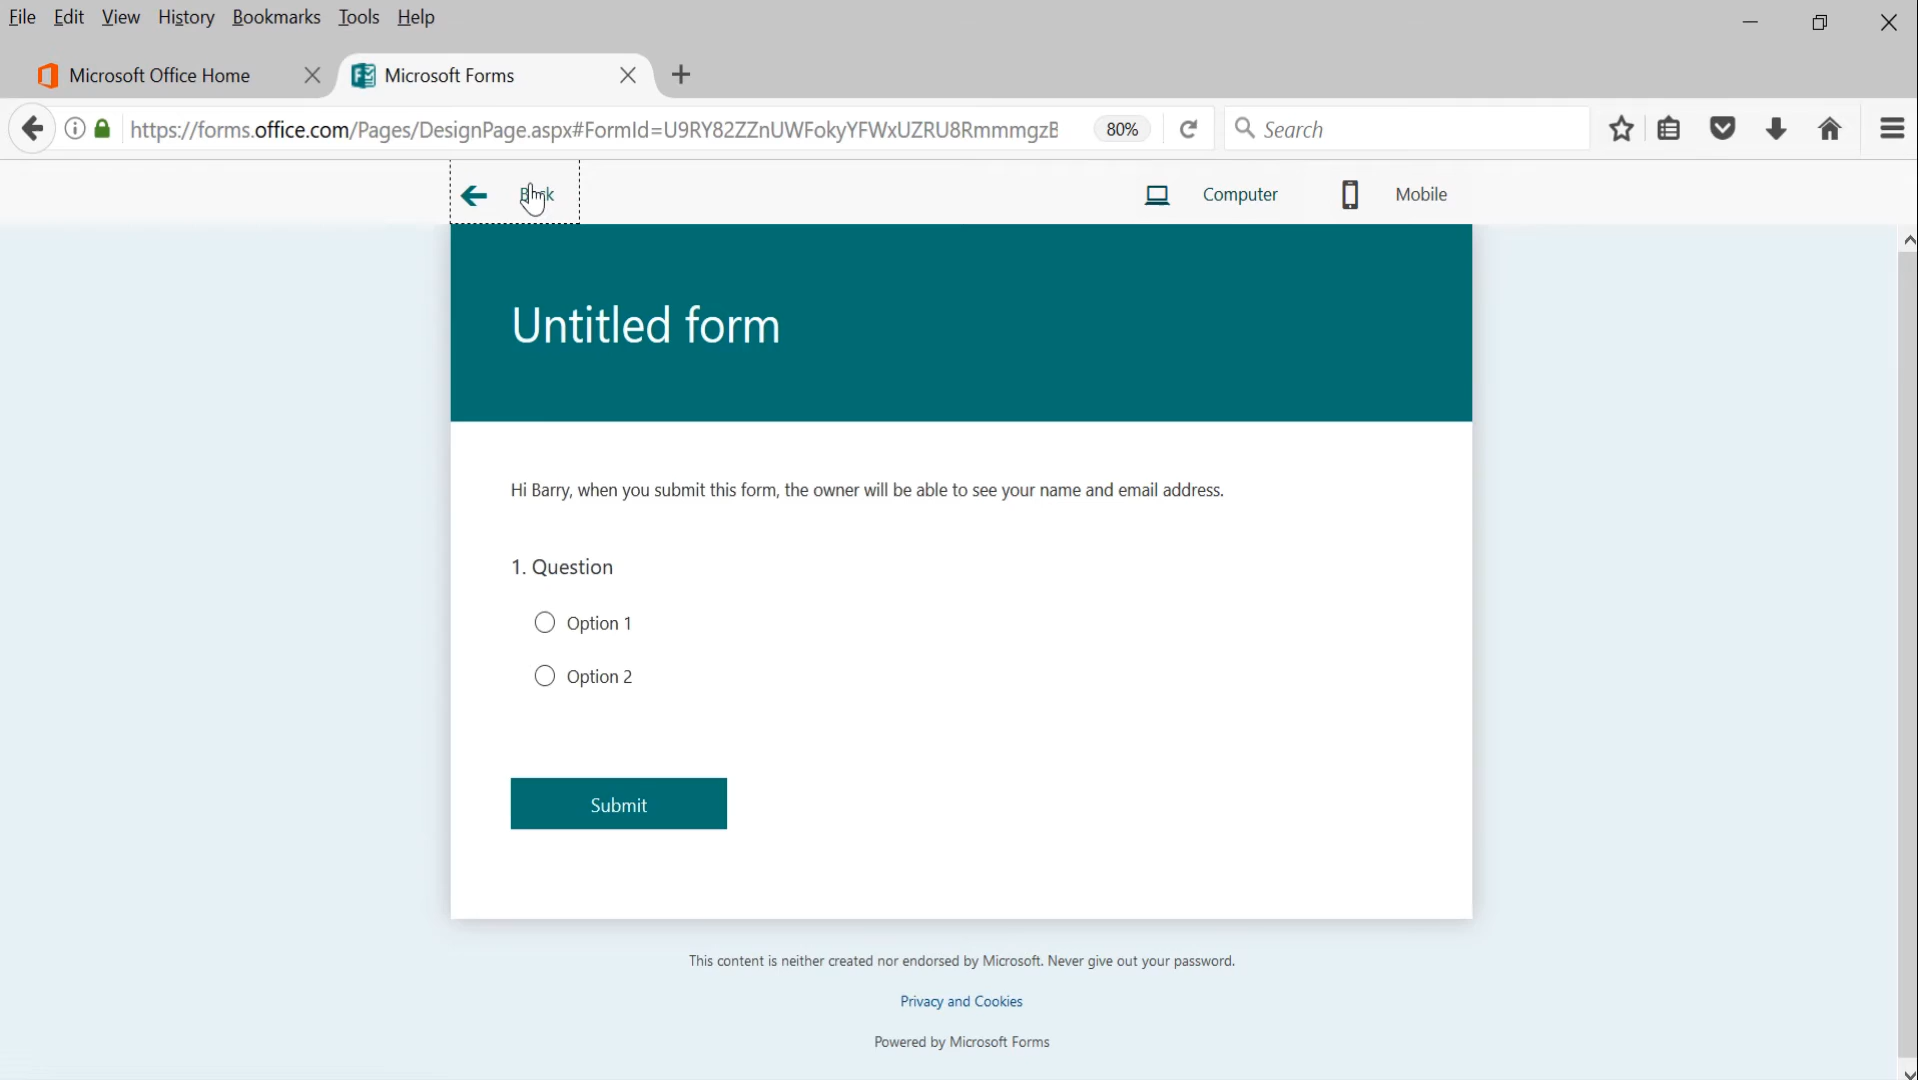 File Edit View History Bookmarks Tools Help
Microsoft Office Home Microsoft Forms
https://forms.office.com/Pages/DesignPage.aspx#FormId=U9RY82ZZnUWFokyYFWxUZRU8RmmmgzB 80% Search
Back Computer Mobile
Untitled form
Hi Barry, when you submit this form, the owner will be able to see your name and email address.
1. Question
Option 1
Option 2
Submit
This content is neither created nor endorsed by Microsoft. Never give out your password.
Privacy and Cookies
Powered by Microsoft Forms